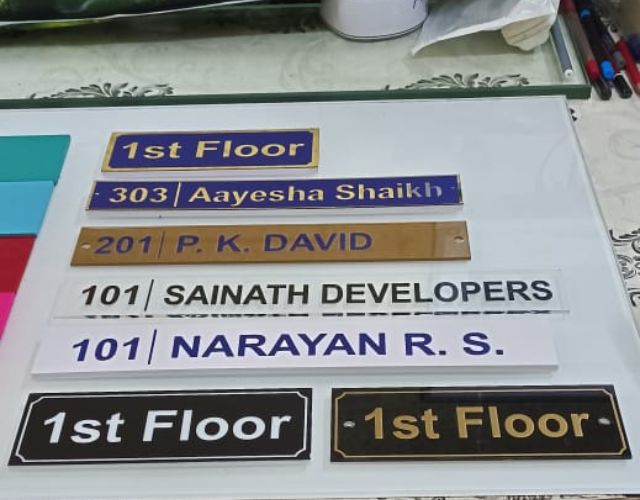 1st Floor
303 | Aayesha Shaikh
201 | P. K. DAVID
101 | SAINATH DEVELOPERS
101 | NARAYAN R. S.
1st Floor
1st Floor